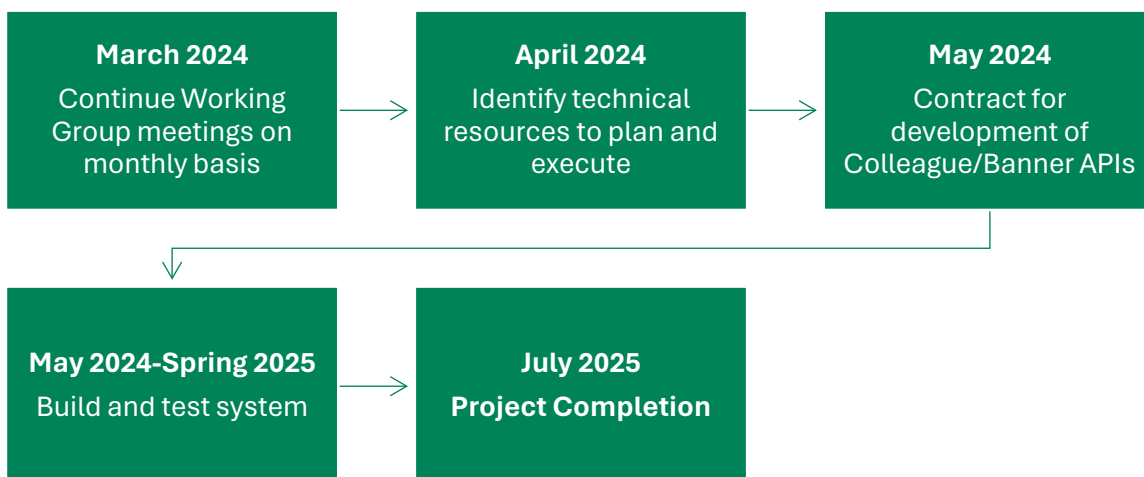 March 2024
Continue Working
Group meetings on
monthly basis
April 2024
Identify technical
resources to plan and
execute
May 2024
Contract for
development of
Colleague/Banner APIs
May 2024-Spring 2025
Build and test system
July 2025
Project Completion